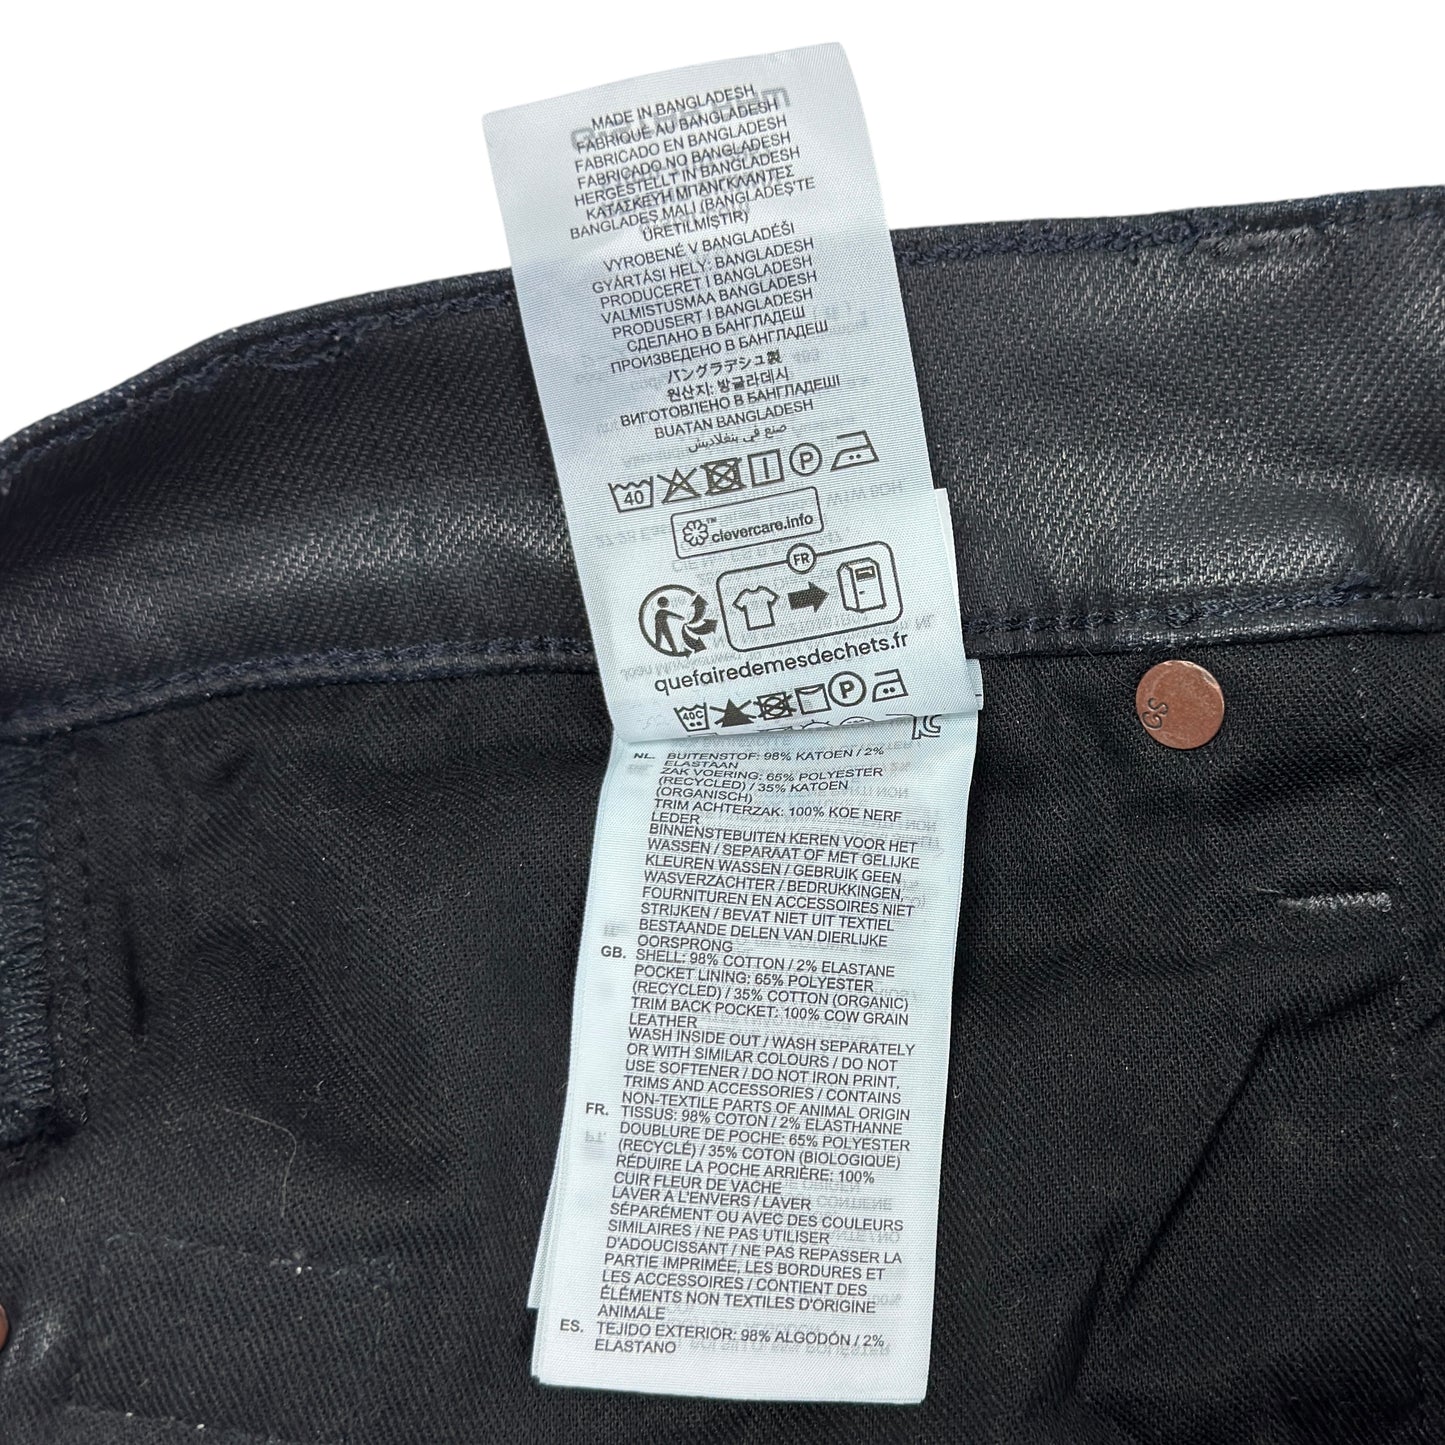 MADE IN BANGLADESH
FABRIQUÉ AU BANGLADESH
FABRICADO EN BANGLADESH
FABRICADO NO BANGLADESH
HERGESTELLT IN BANGLADESH
ΚΑΤΑΣΚΕΥΗ ΜΠΑΝΓΚΛΑΝΤΕΣ
BANGLADEŞ MALI (BANGLADEŞ'TE
ÜRETİLMİŞTİR)
VYROBENÉ V BANGLADÉŠI
GYÁRTÁSI HELY: BANGLADESH
PRODUCERET I BANGLADESH
VALMISTUSMAA BANGLADESH
PRODUSERT I BANGLADESH
СДЕЛАНО В БАНГЛАДЕШ
ПРОИЗВЕДЕНО В БАНГЛАДЕШ
バングラデシュ製
원산지: 방글라데시
ВИГОТОВЛЕНО В БАНГЛАДЕШІ
BUATAN BANGLADESH
صنع في بنغلاديش
40 P
clevercare.info
FR
quefairedemesdechets.fr
40C P
NL. BUITENSTOF: 98% KATOEN / 2%
ELASTAAN
ZAK VOERING: 65% POLYESTER
(RECYCLED) / 35% KATOEN
(ORGANISCH)
TRIM ACHTERZAK: 100% KOE NERF
LEDER
BINNENSTEBUITEN KEREN VOOR HET
WASSEN / SEPARAAT OF MET GELIJKE
KLEUREN WASSEN / GEBRUIK GEEN
WASVERZACHTER / BEDRUKKINGEN,
FOURNITUREN EN ACCESSOIRES NIET
STRIJKEN / BEVAT NIET UIT TEXTIEL
BESTAANDE DELEN VAN DIERLIJKE
OORSPRONG
GB. SHELL: 98% COTTON / 2% ELASTANE
POCKET LINING: 65% POLYESTER
(RECYCLED) / 35% COTTON (ORGANIC)
TRIM BACK POCKET: 100% COW GRAIN
LEATHER
WASH INSIDE OUT / WASH SEPARATELY
OR WITH SIMILAR COLOURS / DO NOT
USE SOFTENER / DO NOT IRON PRINT,
TRIMS AND ACCESSORIES / CONTAINS
NON-TEXTILE PARTS OF ANIMAL ORIGIN
FR. TISSUS: 98% COTON / 2% ELASTHANNE
DOUBLURE DE POCHE: 65% POLYESTER
(RECYCLÉ) / 35% COTON (BIOLOGIQUE)
RÉDUIRE LA POCHE ARRIÈRE: 100%
CUIR FLEUR DE VACHE
LAVER A L'ENVERS / LAVER
SÉPARÉMENT OU AVEC DES COULEURS
SIMILAIRES / NE PAS UTILISER
D'ADOUCISSANT / NE PAS REPASSER LA
PARTIE IMPRIMÉE, LES BORDURES ET
LES ACCESSOIRES / CONTIENT DES
ÉLÉMENTS NON TEXTILES D'ORIGINE
ANIMALE
ES. TEJIDO EXTERIOR: 98% ALGODÓN / 2%
ELASTANO
GS